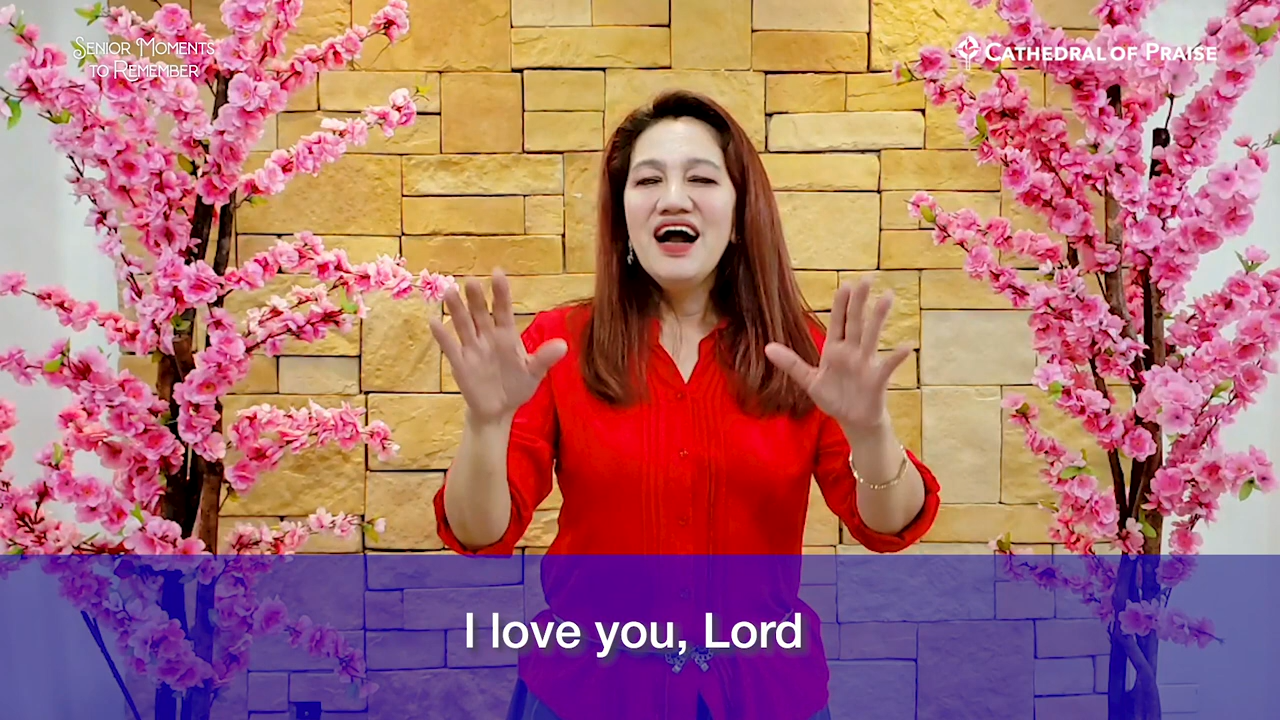 Senior Moments
to Remember
Cathedral of Praise
I love you, Lord